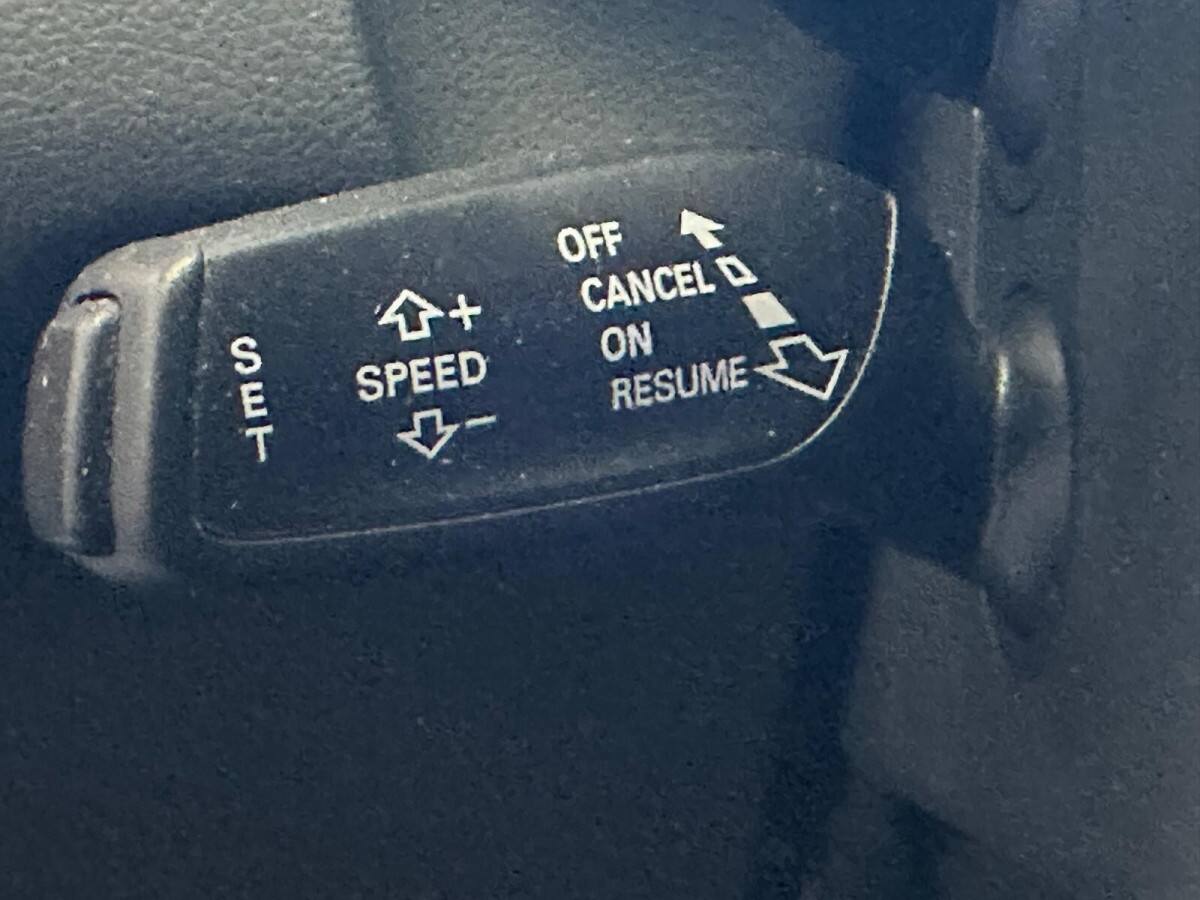 SET
+
SPEED
-
OFF
CANCEL
ON
RESUME